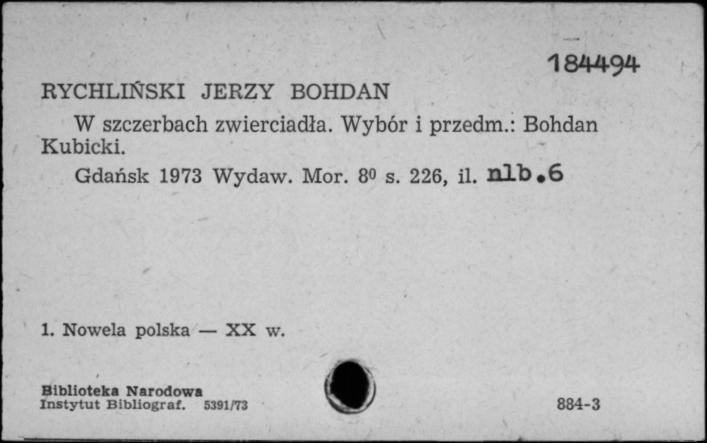 184494
RYCHLIŃSKI JERZY BOHDAN
W szczerbach zwierciadła. Wybór i przedm.: Bohdan
Kubicki.
Gdańsk 1973 Wydaw. Mor. 8⁰ s. 226, il. nlb.6
1. Nowela polska — XX w.
Biblioteka Narodowa
Instytut Bibliograf. 5391/73
884-3